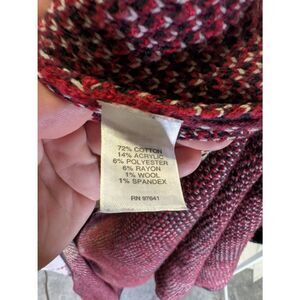 72% COTTON
14% ACRYLIC
6% POLYESTER
6% RAYON
1% WOOL
1% SPANDEX
RN 97641